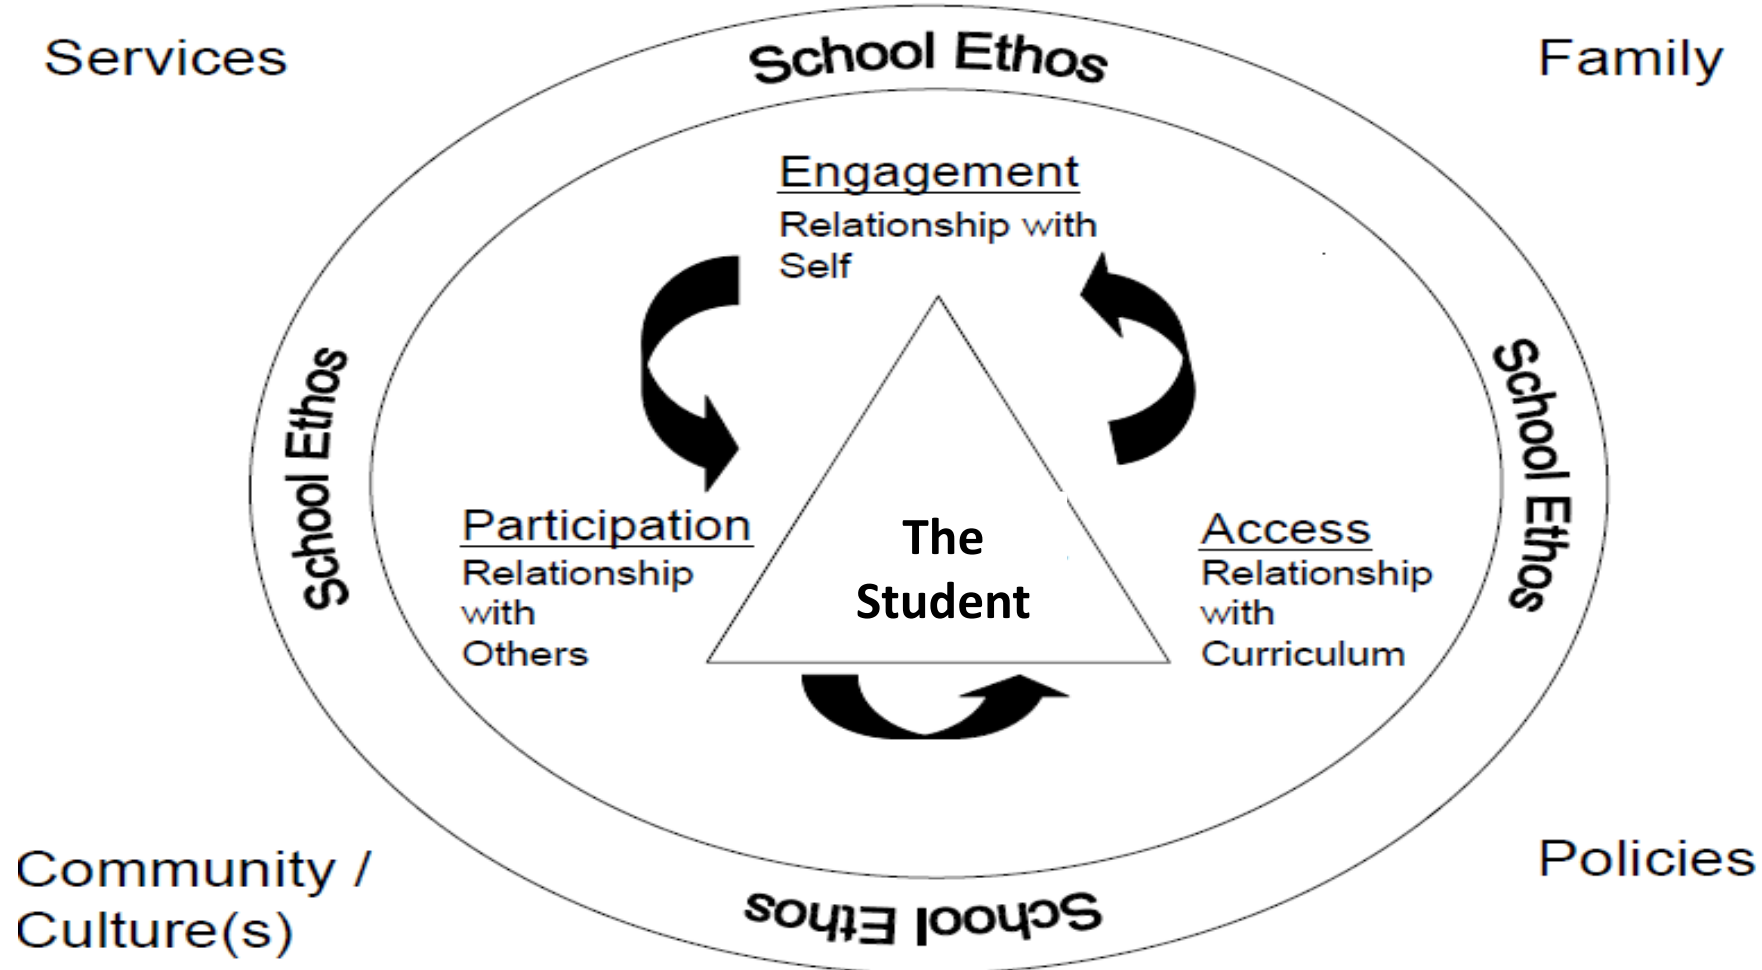 Services
School Ethos
Family
Engagement
Relationship with
Self
School Ethos
School Ethos
Participation
Relationship
with
Others
The
Student
Access
Relationship
with
Curriculum
Community /
Culture(s)
School Ethos
Policies